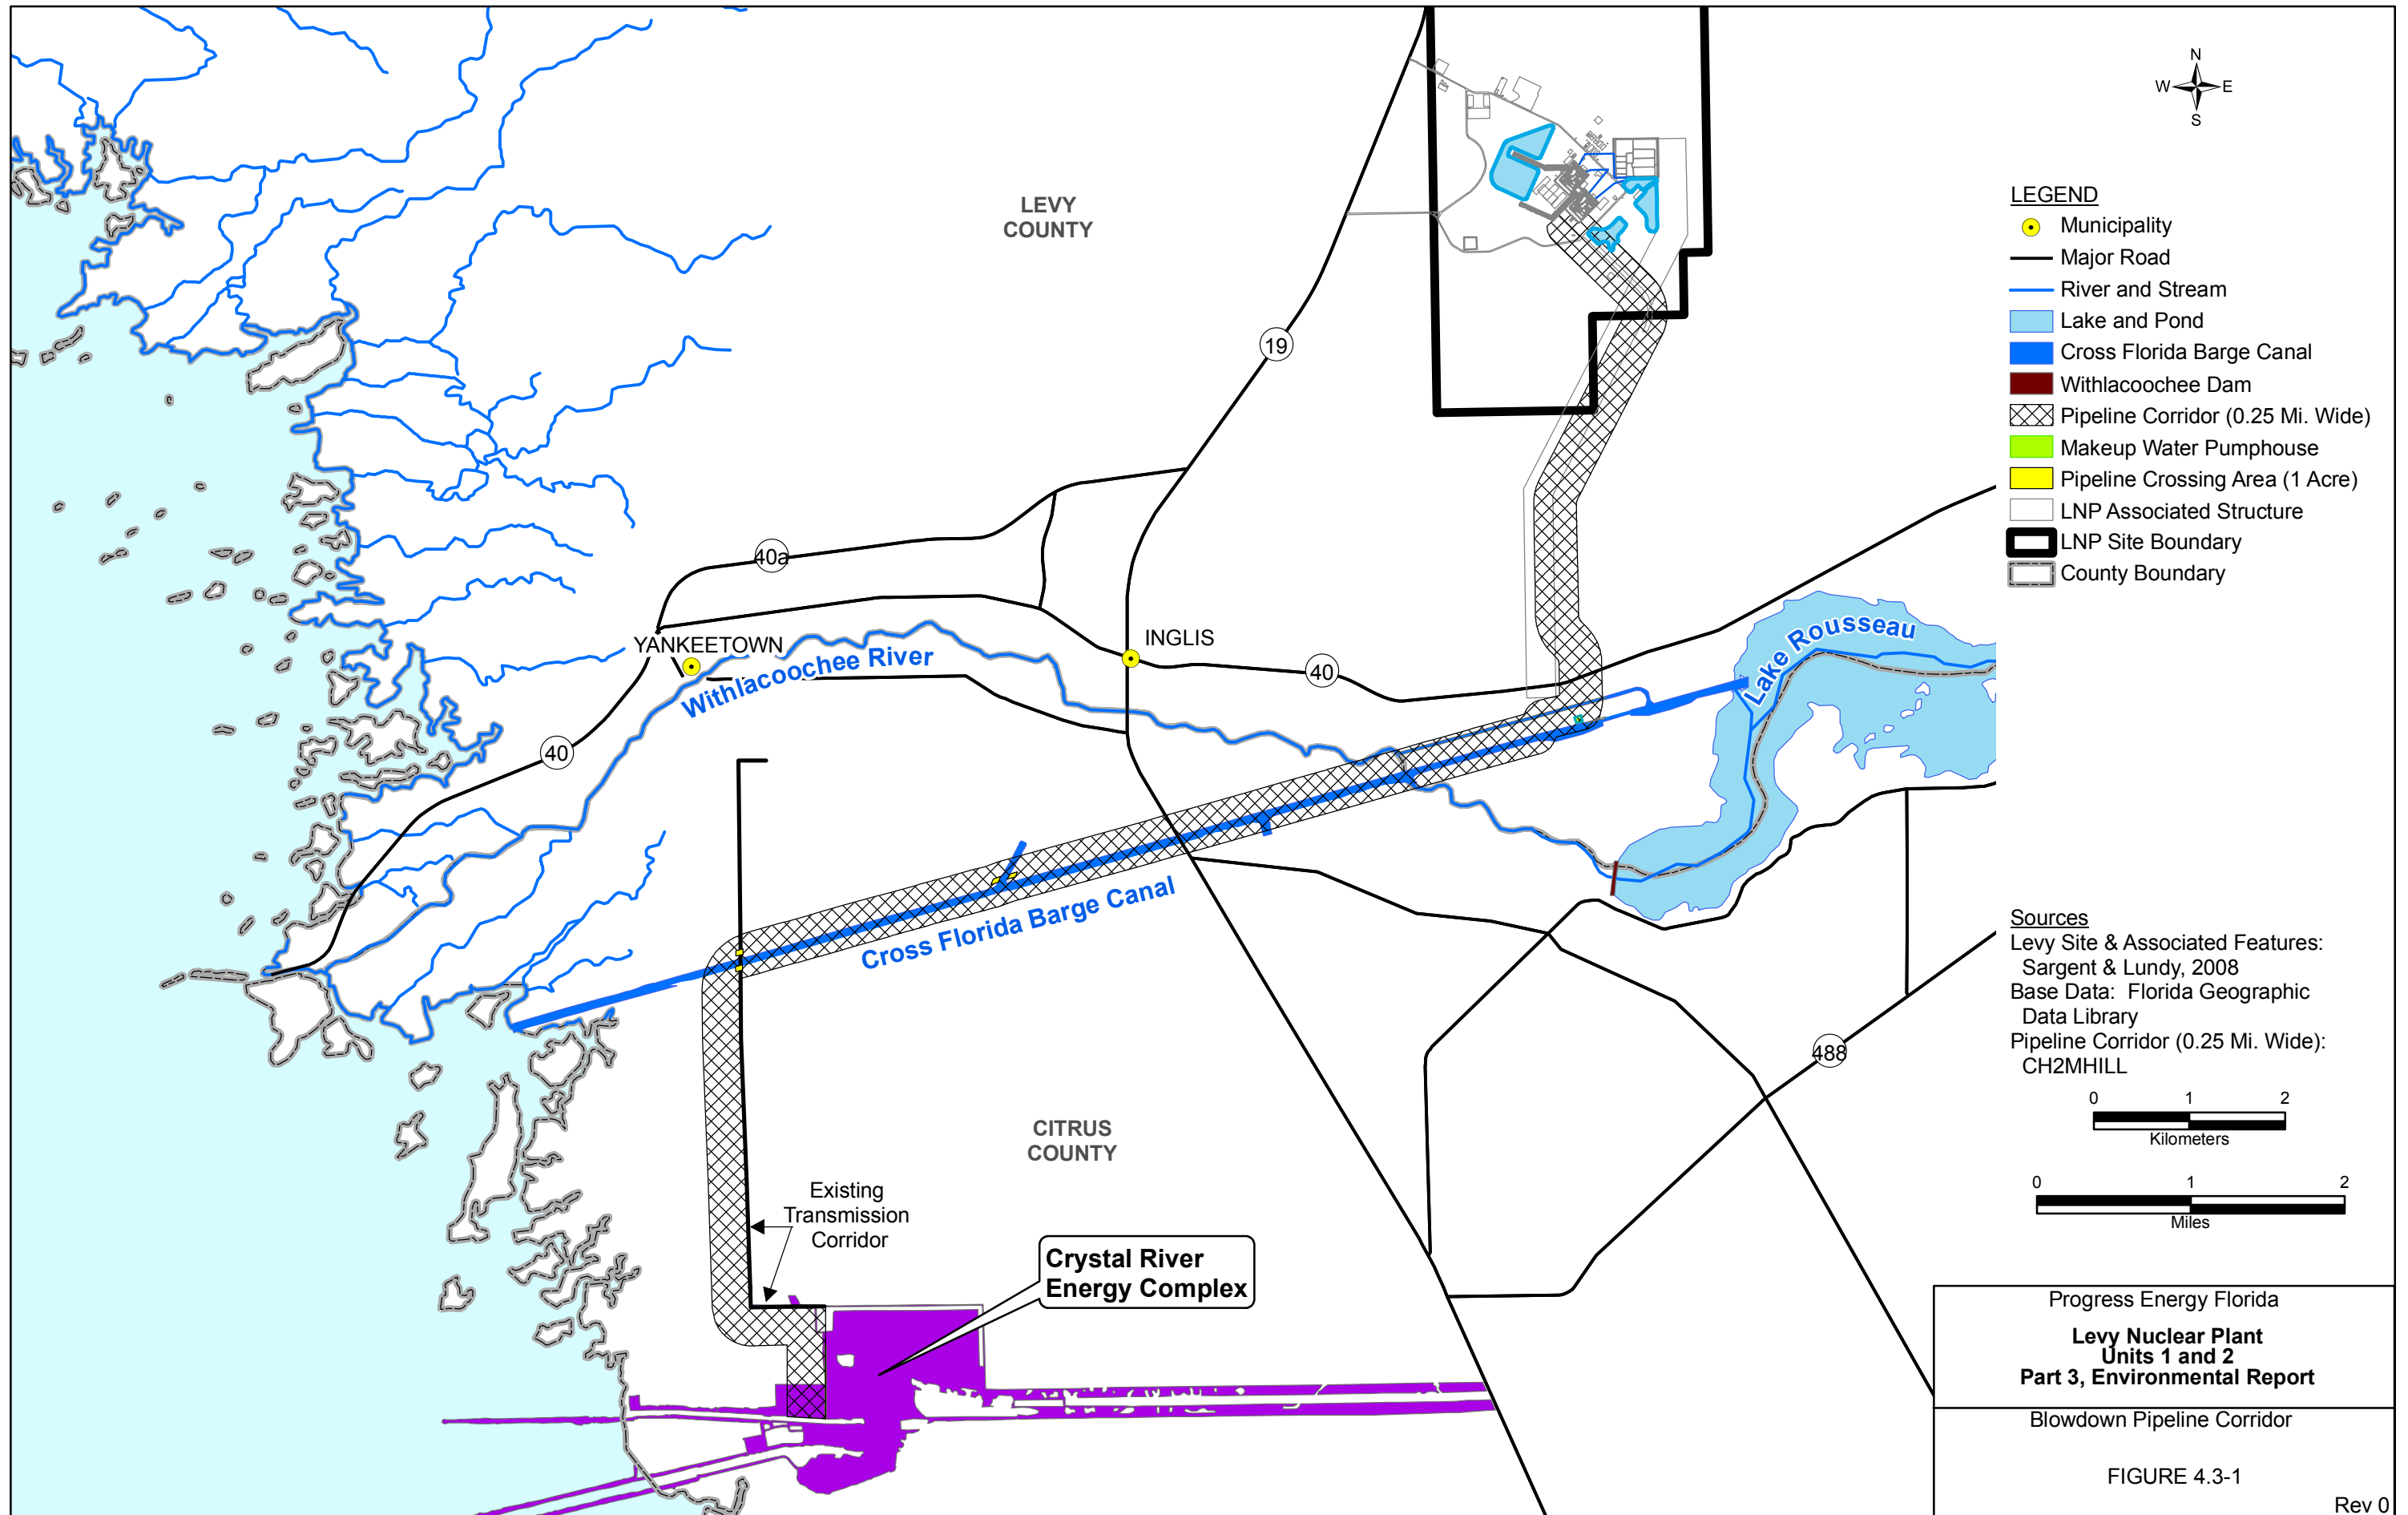 N
W
E
S
LEVY
COUNTY
19
40a
YANKEETOWN
INGLIS
Withlacoochee River
40
40
Lake Rousseau
Cross Florida Barge Canal
488
CITRUS
COUNTY
Existing
Transmission
Corridor
Crystal River
Energy Complex
LEGEND
Municipality
Major Road
River and Stream
Lake and Pond
Cross Florida Barge Canal
Withlacoochee Dam
Pipeline Corridor (0.25 Mi. Wide)
Makeup Water Pumphouse
Pipeline Crossing Area (1 Acre)
LNP Associated Structure
LNP Site Boundary
County Boundary
Sources
Levy Site & Associated Features:
Sargent & Lundy, 2008
Base Data: Florida Geographic
Data Library
Pipeline Corridor (0.25 Mi. Wide):
CH2MHILL
0 1 2
Kilometers
0 1 2
Miles
Progress Energy Florida
Levy Nuclear Plant
Units 1 and 2
Part 3, Environmental Report
Blowdown Pipeline Corridor
FIGURE 4.3-1
Rev 0